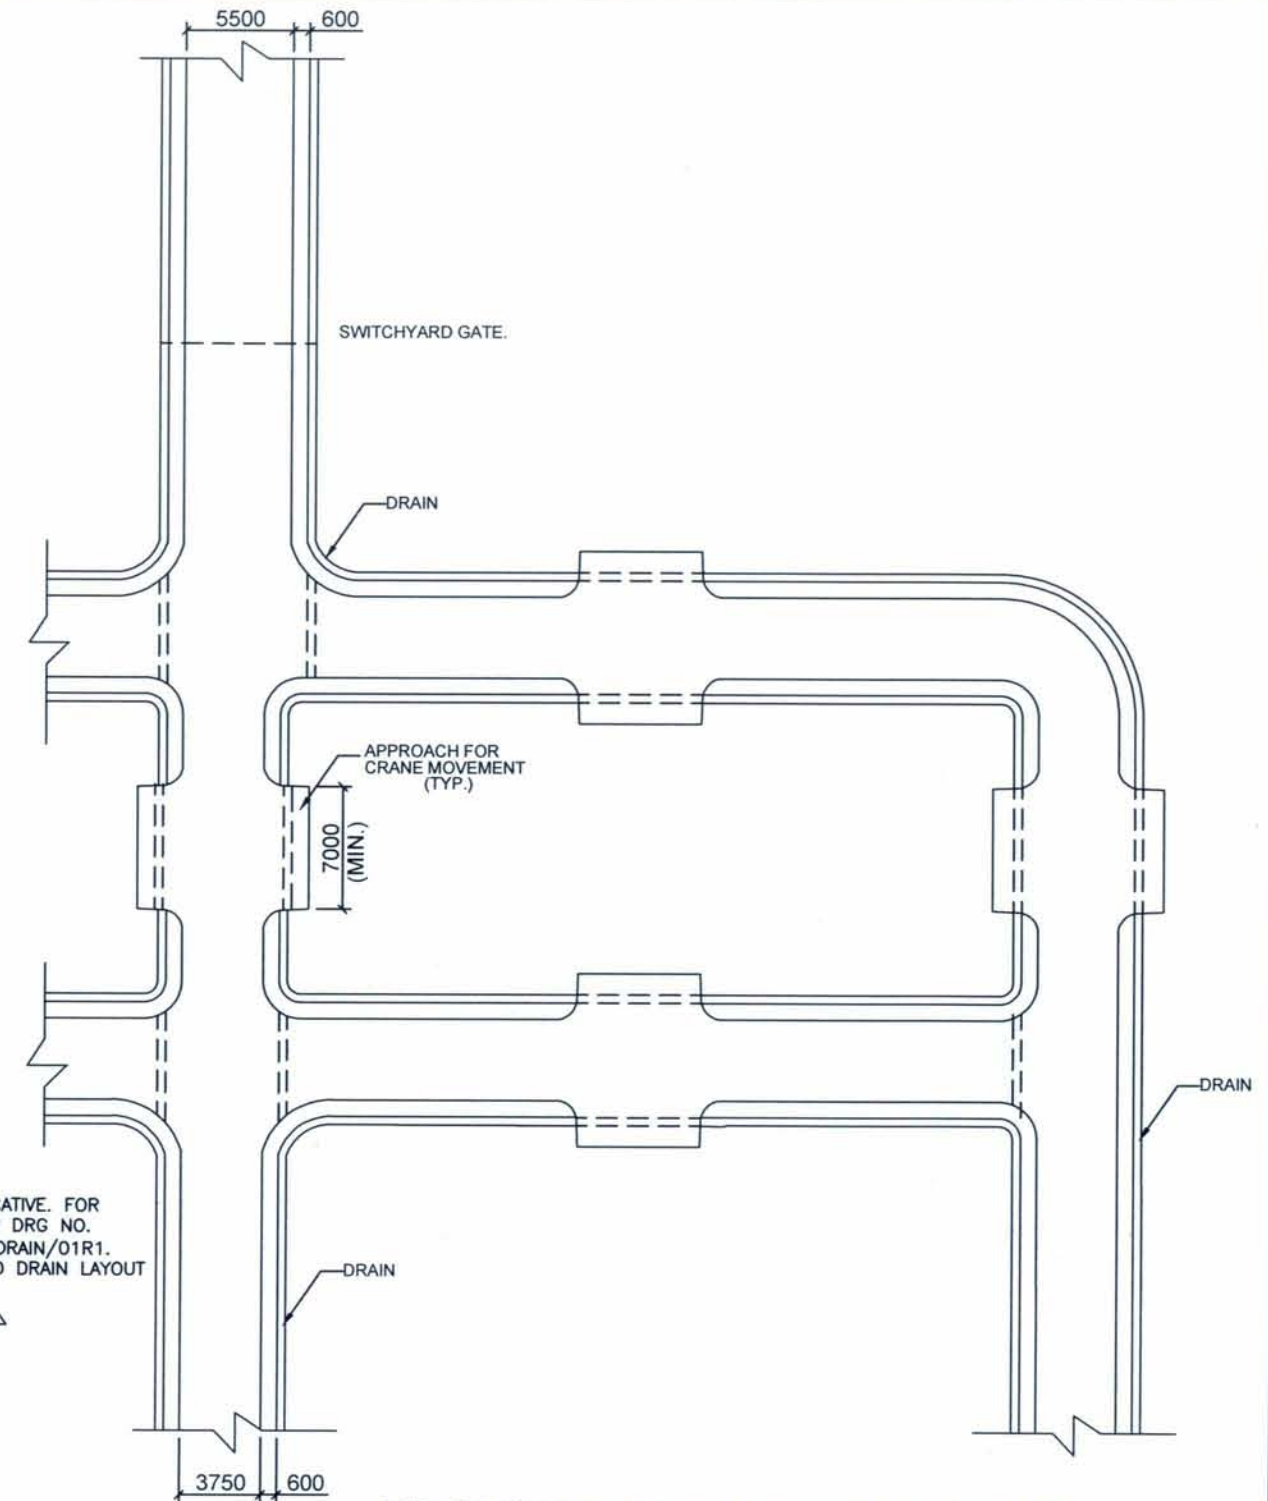 5500 600
SWITCHYARD GATE.
DRAIN
APPROACH FOR
CRANE MOVEMENT
(TYP.)
7000
(MIN.)
DRAIN
ATIVE. FOR
DRG NO.
DRAIN/01R1.
DRAIN LAYOUT
DRAIN
3750 600